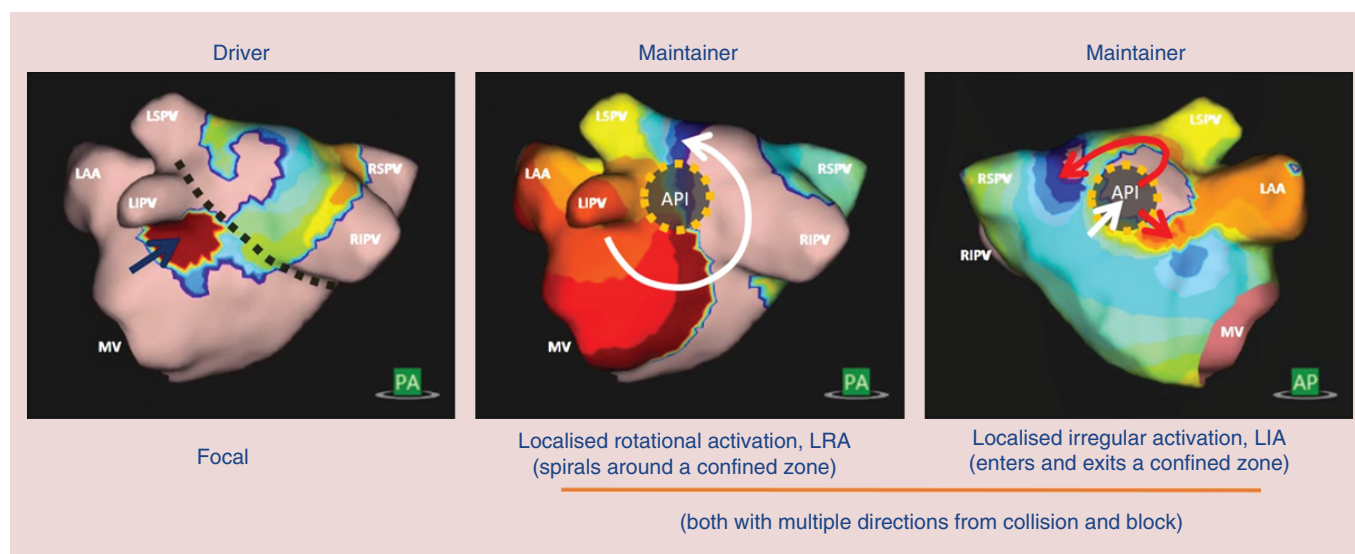 Driver
Maintainer
Maintainer
LSPV
LAA
LIPV
RSPV
RIPV
MV
PA
LSPV
LAA
LIPV
API
RSPV
RIPV
MV
PA
LSPV
RSPV
API
LAA
RIPV
MV
AP
Focal
Localised rotational activation, LRA
(spirals around a confined zone)
Localised irregular activation, LIA
(enters and exits a confined zone)
(both with multiple directions from collision and block)